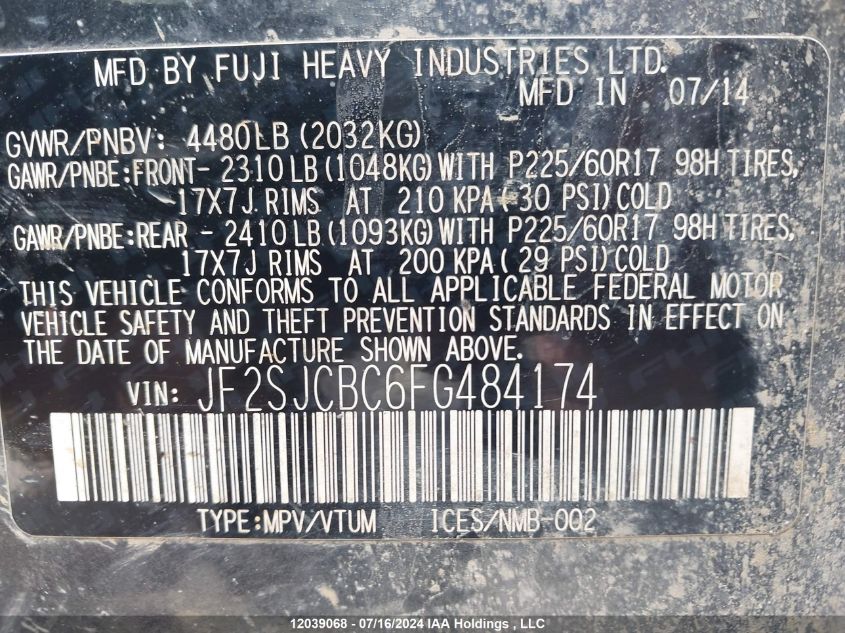 MFD BY FUJI HEAVY INDUSTRIES LTD.
MFD IN 07/14
GVWR/PNBV: 4480LB (2032KG)
GAWR/PNBE:FRONT- 2310 LB (1048KG) WITH P225/60R17 98H TIRES,
17X7J RIMS AT 210 KPA (30 PSI) COLD
GAWR/PNBE:REAR - 2410 LB (1093KG) WITH P225/60R17 98H TIRES,
17X7J RIMS AT 200 KPA (29 PSI) COLD
THIS VEHICLE CONFORMS TO ALL APPLICABLE FEDERAL MOTOR
VEHICLE SAFETY AND THEFT PREVENTION STANDARDS IN EFFECT ON
THE DATE OF MANUFACTURE SHOWN ABOVE.
VIN: JF2SJCBC6FG484174
TYPE:MPV/VTUM ICES/NMB-002
12039068 - 07/16/2024 IAA Holdings , LLC